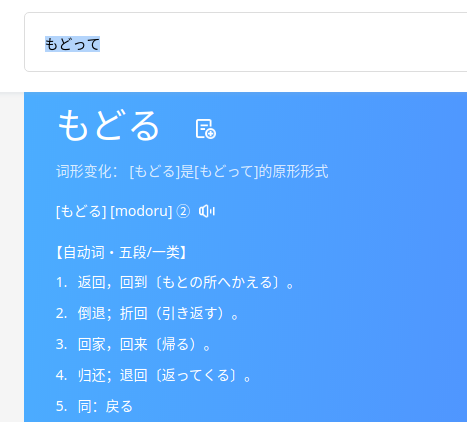 もどって
もどる
词形变化： [もどる]是[もどって]的原形形式
[もどる] [modoru] ②
【自动词・五段/一类】
1. 返回，回到〔もとの所へかえる〕。
2. 倒退；折回（引き返す）。
3. 回家，回来〔帰る）。
4. 归还；退回〔返ってくる〕。
5. 同：戻る